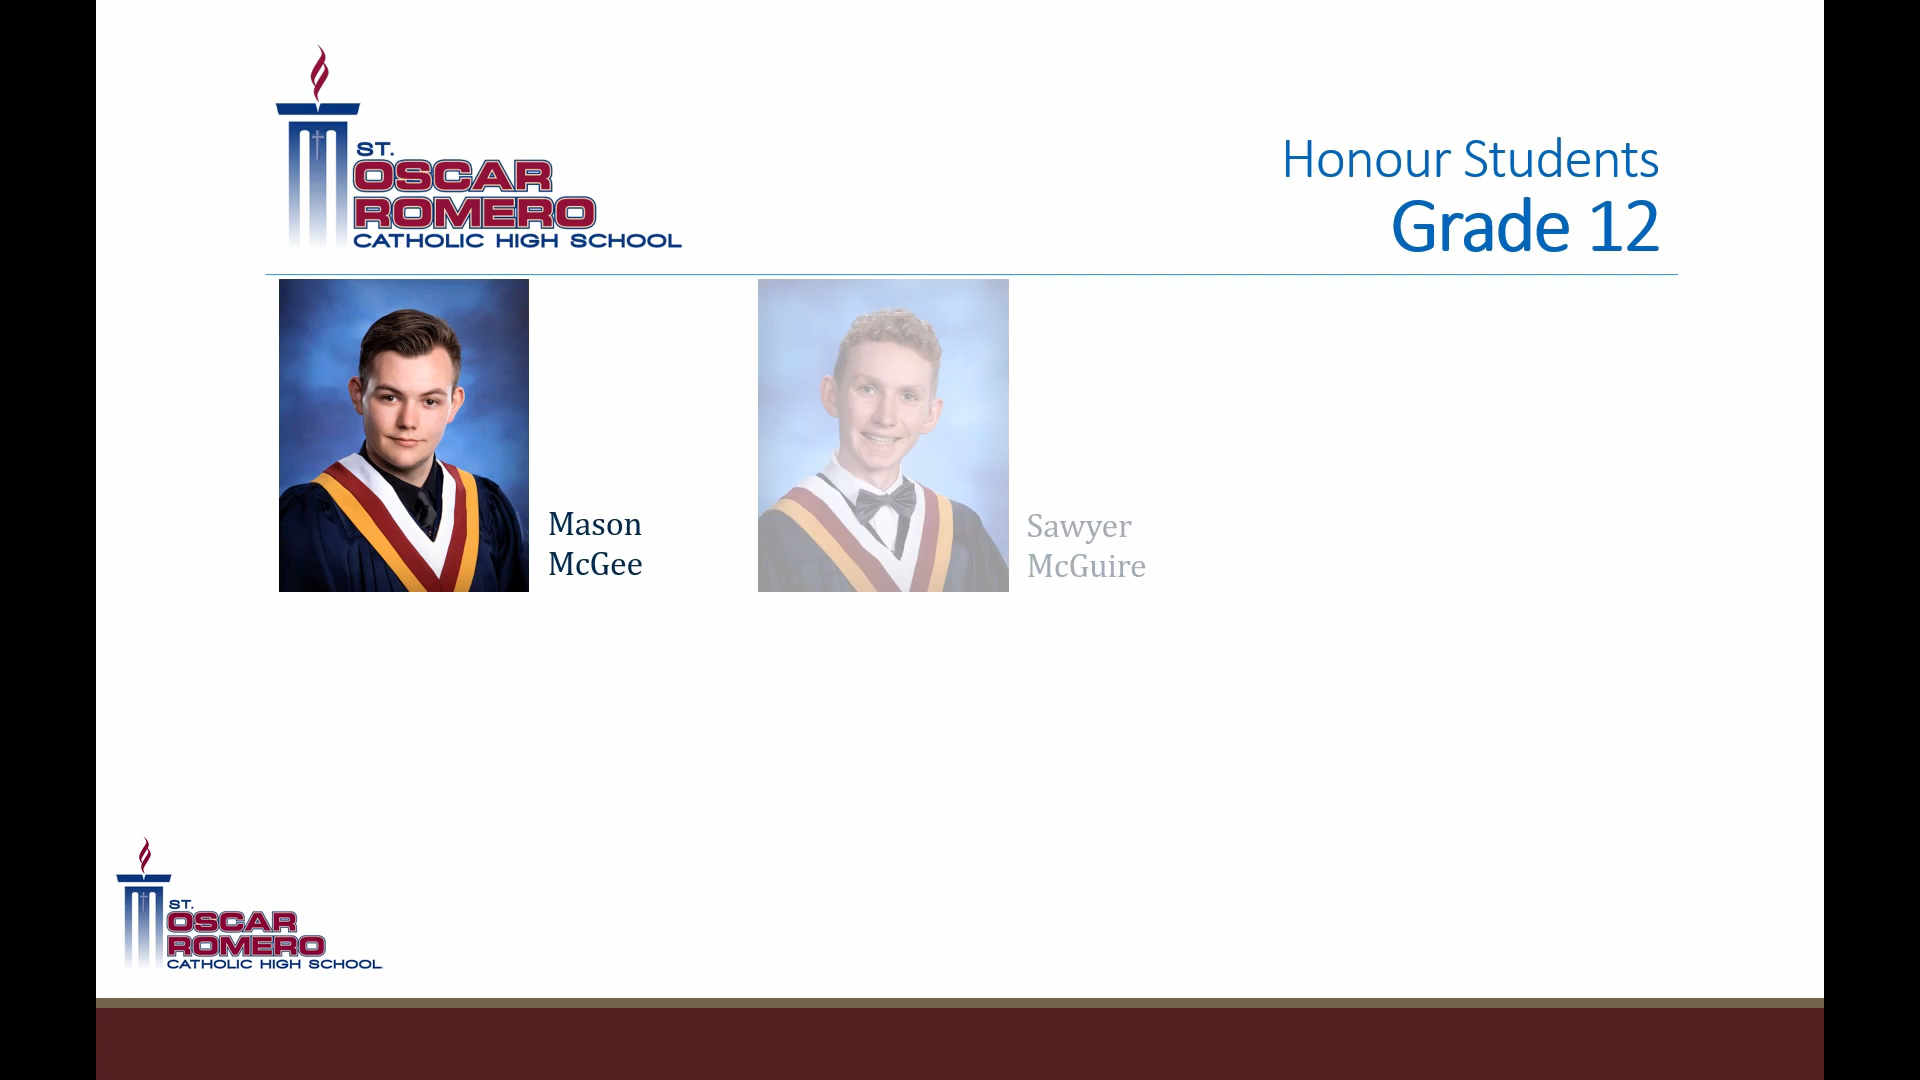 ST.
OSCAR
ROMERO
CATHOLIC HIGH SCHOOL
Honour Students
Grade 12
Mason
McGee
Sawyer
McGuire
ST.
OSCAR
ROMERO
CATHOLIC HIGH SCHOOL